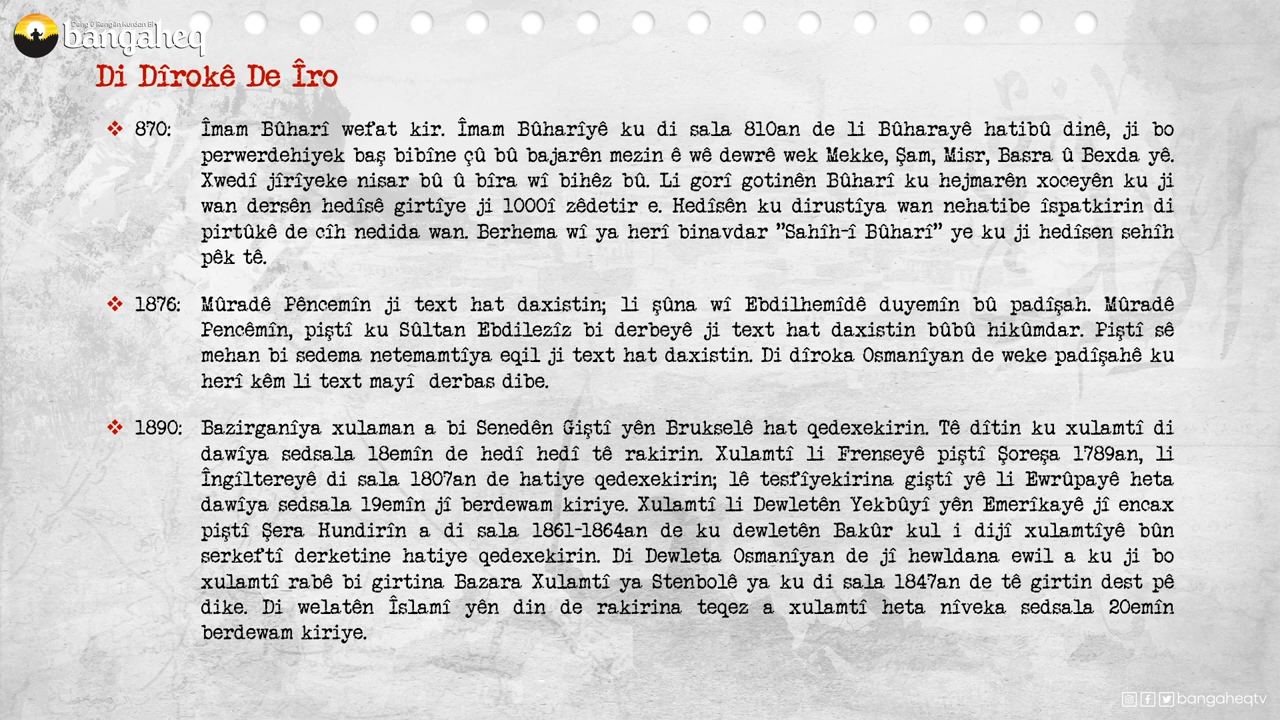 Deng û Rengên Kurdan Bi
bangaheq
Di Dîrokê De Îro
870: Îmam Bûharî wefat kir. Îmam Bûharîyê ku di sala 810an de li Bûharayê hatibû dinê, ji bo
perwerdehiyek baş bibîne çû bû bajarên mezin ê wê dewrê wek Mekke, Şam, Misr, Basra û Bexda yê.
Xwedî jîrîyeke nisar bû û bîra wî bihêz bû. Li gorî gotinên Bûharî ku hejmarên xoceyên ku ji
wan dersên hedîsê girtîye ji 1000î zêdetir e. Hedîsên ku dirustîya wan nehatibe îspatkirin di
pirtûkê de cîh nedida wan. Berhema wî ya herî binavdar "Sahîh-î Bûharî" ye ku ji hedîsen sehîh
pêk tê.
1876: Mûradê Pêncemîn ji text hat daxistin; li şûna wî Ebdilhemîdê duyemîn bû padîşah. Mûradê
Pencêmîn, piştî ku Sûltan Ebdilezîz bi derbeyê ji text hat daxistin bûbû hikûmdar. Piştî sê
mehan bi sedema netemamtîya eqil ji text hat daxistin. Di dîroka Osmanîyan de weke padîşahê ku
herî kêm li text mayî derbas dibe.
1890: Bazirganîya xulaman a bi Senedên Giştî yên Brukselê hat qedexekirin. Tê dîtin ku xulamtî di
dawîya sedsala 18emîn de hedî hedî tê rakirin. Xulamtî li Frenseyê piştî Şoreşa 1789an, li
Îngîltereyê di sala 1807an de hatiye qedexekirin; lê tesfîyekirina giştî yê li Ewrûpayê heta
dawîya sedsala 19emîn jî berdewam kiriye. Xulamtî li Dewletên Yekbûyî yên Emerîkayê jî encax
piştî Şera Hundirîn a di sala 1861-1864an de ku dewletên Bakûr kul i dijî xulamtîyê bûn
serkeftî derketine hatiye qedexekirin. Di Dewleta Osmanîyan de jî hewldana ewil a ku ji bo
xulamtî rabê bi girtina Bazara Xulamtî ya Stenbolê ya ku di sala 1847an de tê girtin dest pê
dike. Di welatên Îslamî yên din de rakirina teqez a xulamtî heta nîveka sedsala 20emîn
berdewam kiriye.
bangaheqtv